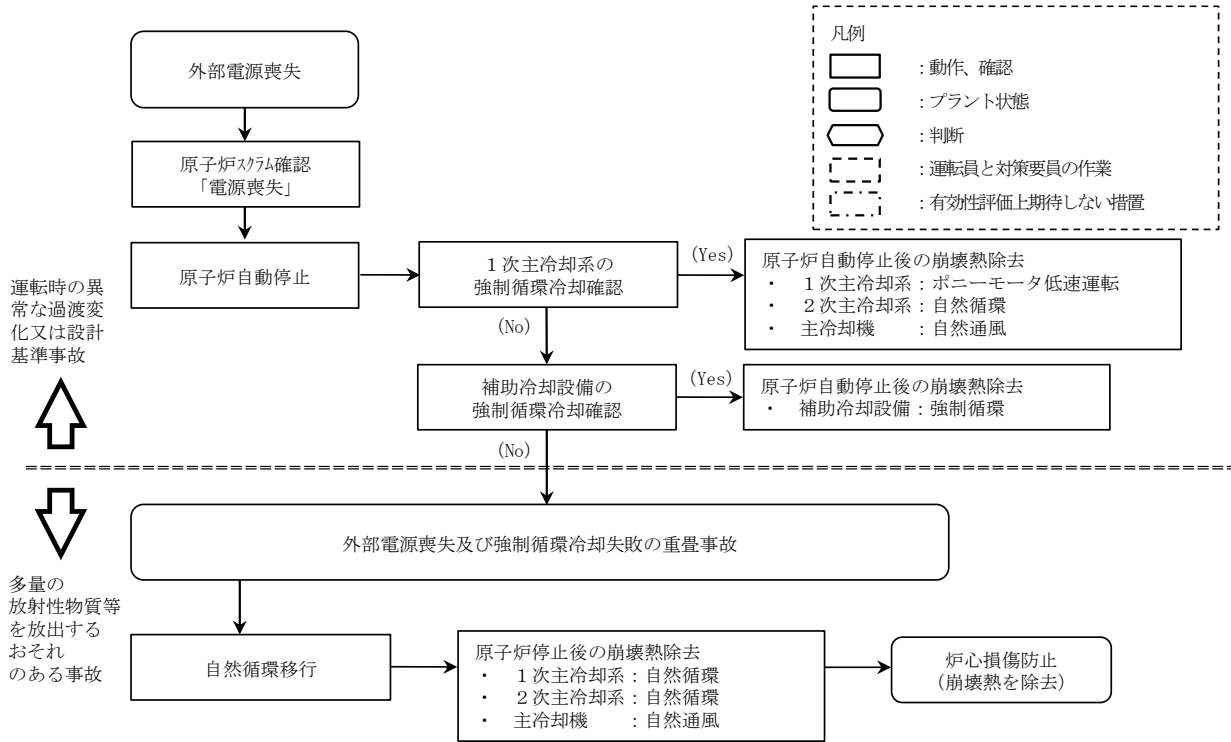 外部電源喪失
原子炉ｽｸﾗﾑ確認
「電源喪失」
原子炉自動停止
１次主冷却系の
強制循環冷却確認
(Yes)
原子炉自動停止後の崩壊熱除去
・ １次主冷却系：ポニーモータ低速運転
・ ２次主冷却系：自然循環
・ 主冷却機　　：自然通風
(No)
補助冷却設備の
強制循環冷却確認
(Yes)
原子炉自動停止後の崩壊熱除去
・ 補助冷却設備：強制循環
(No)
凡例
：動作、確認
：プラント状態
：判断
：運転員と対策要員の作業
：有効性評価上期待しない措置
運転時の異
常な過渡変
化又は設計
基準事故
多量の
放射性物質等
を放出する
おそれ
のある事故
外部電源喪失及び強制循環冷却失敗の重畳事故
自然循環移行
原子炉停止後の崩壊熱除去
・ １次主冷却系：自然循環
・ ２次主冷却系：自然循環
・ 主冷却機　　：自然通風
炉心損傷防止
(崩壊熱を除去)